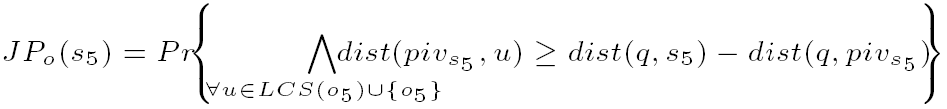 JP_o(s_5) = Pr{ ⋀_{∀u∈LCS(o_5)∪{o_5}} dist(piv_{s_5}, u) ≥ dist(q, s_5) − dist(q, piv_{s_5}) }